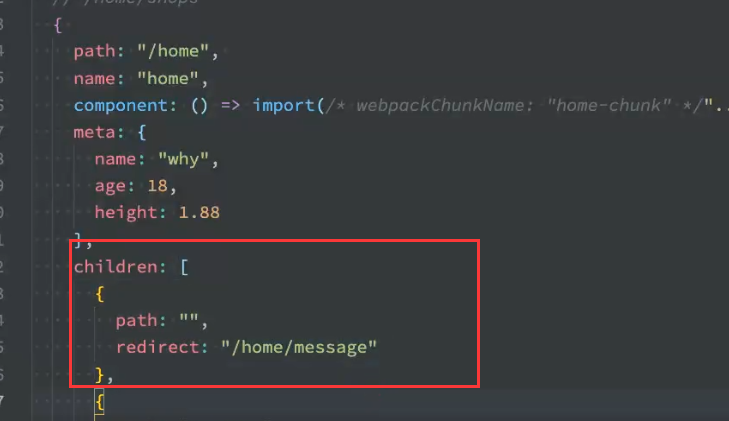 // /home/shops
{
path: "/home",
name: "home",
component: () => import(/* webpackChunkName: "home-chunk" */"..
meta: {
name: "why",
age: 18,
height: 1.88
},
children: [
{
path: "",
redirect: "/home/message"
},
{